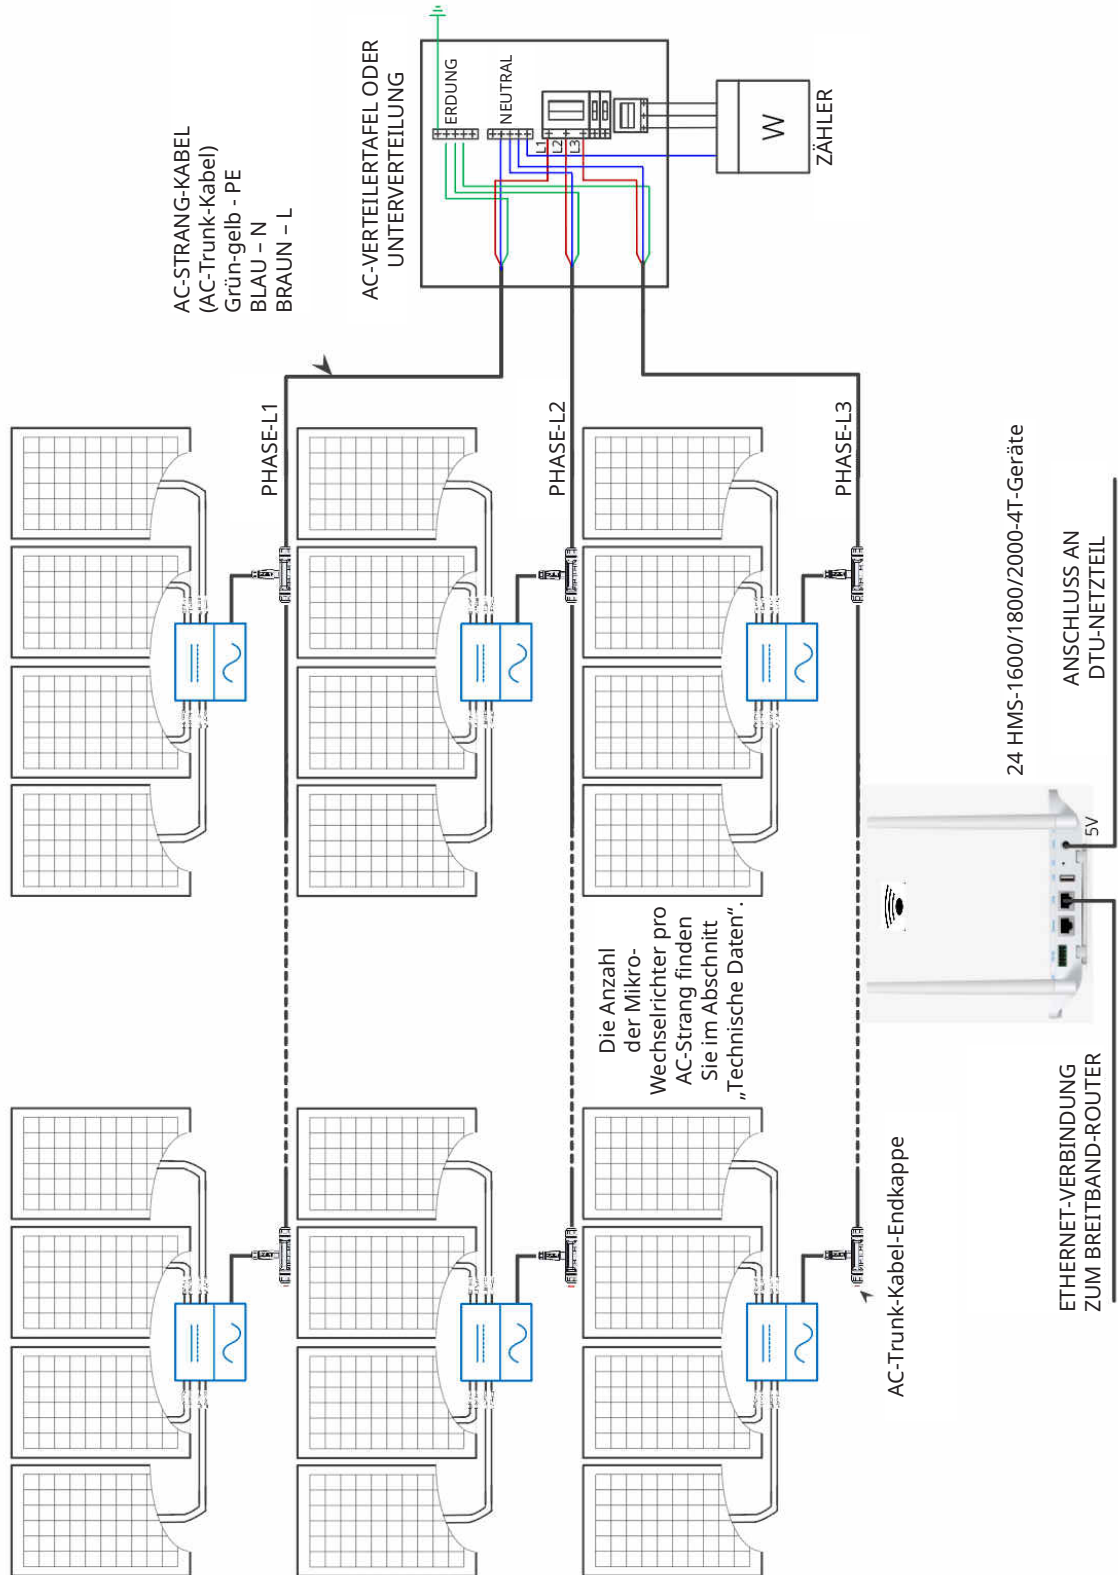 AC-STRANG-KABEL
(AC-Trunk-Kabel)
Grün-gelb - PE
BLAU – N
BRAUN – L
AC-VERTEILERTAFEL ODER
UNTERVERTEILUNG
ERDUNG
NEUTRAL
L1
L2
L3
W
ZÄHLER
PHASE-L1
PHASE-L2
PHASE-L3
Die Anzahl
der Mikro-
Wechselrichter pro
AC-Strang finden
Sie im Abschnitt
„Technische Daten“.
24 HMS-1600/1800/2000-4T-Geräte
ANSCHLUSS AN
DTU-NETZTEIL
5V
AC-Trunk-Kabel-Endkappe
ETHERNET-VERBINDUNG
ZUM BREITBAND-ROUTER